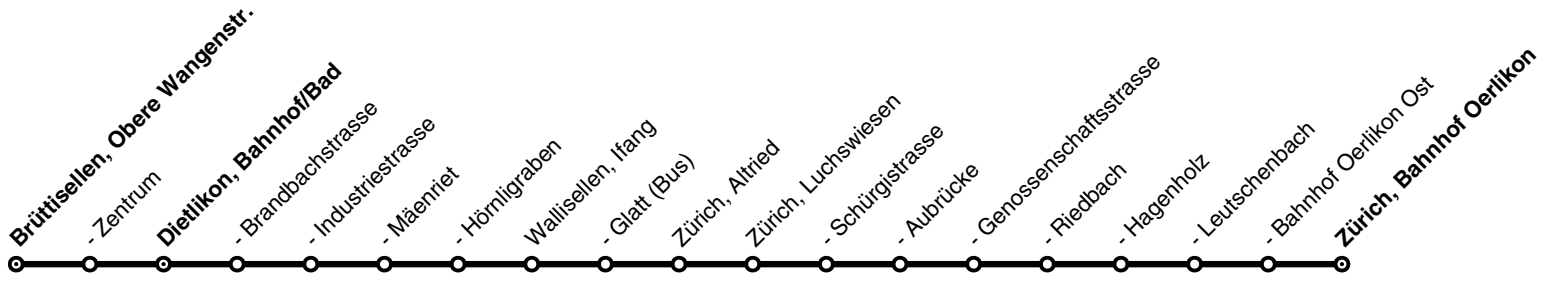 Brüttisellen, Obere Wangenstr.
- Zentrum
Dietlikon, Bahnhof/Bad
- Brandbachstrasse
- Industriestrasse
- Mäenriet
- Hörnligraben
Wallisellen, Ifang
- Glatt (Bus)
Zürich, Altried
Zürich, Luchswiesen
- Schürgistrasse
- Aubrücke
- Genossenschaftsstrasse
- Riedbach
- Hagenholz
- Leutschenbach
- Bahnhof Oerlikon Ost
Zürich, Bahnhof Oerlikon